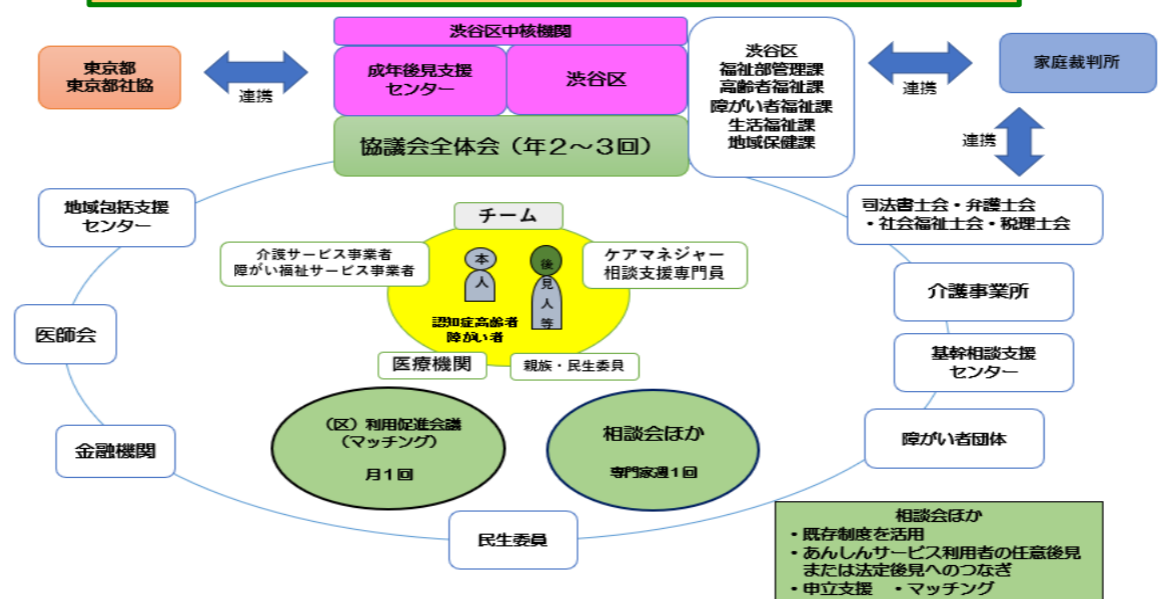 渋谷区中核機関
東京都
東京都社協
連携
成年後見支援
センター
渋谷区
渋谷区
福祉部管理課
高齢者福祉課
障がい者福祉課
生活福祉課
地域保健課
連携
家庭裁判所
連携
協議会全体会（年２～３回）
地域包括支援
センター
司法書士会・弁護士会
・社会福祉士会・税理士会
チーム
介護サービス事業者
障がい福祉サービス事業者
ケアマネジャー
相談支援専門員
本人
後見人等
認知症高齢者
障がい者
医療機関
親族・民生委員
介護事業所
医師会
基幹相談支援
センター
（区）利用促進会議
（マッチング）
月１回
相談会ほか
専門家週１回
金融機関
障がい者団体
民生委員
相談会ほか
・既存制度を活用
・あんしんサービス利用者の任意後見
または法定後見へのつなぎ
・申立支援　・マッチング